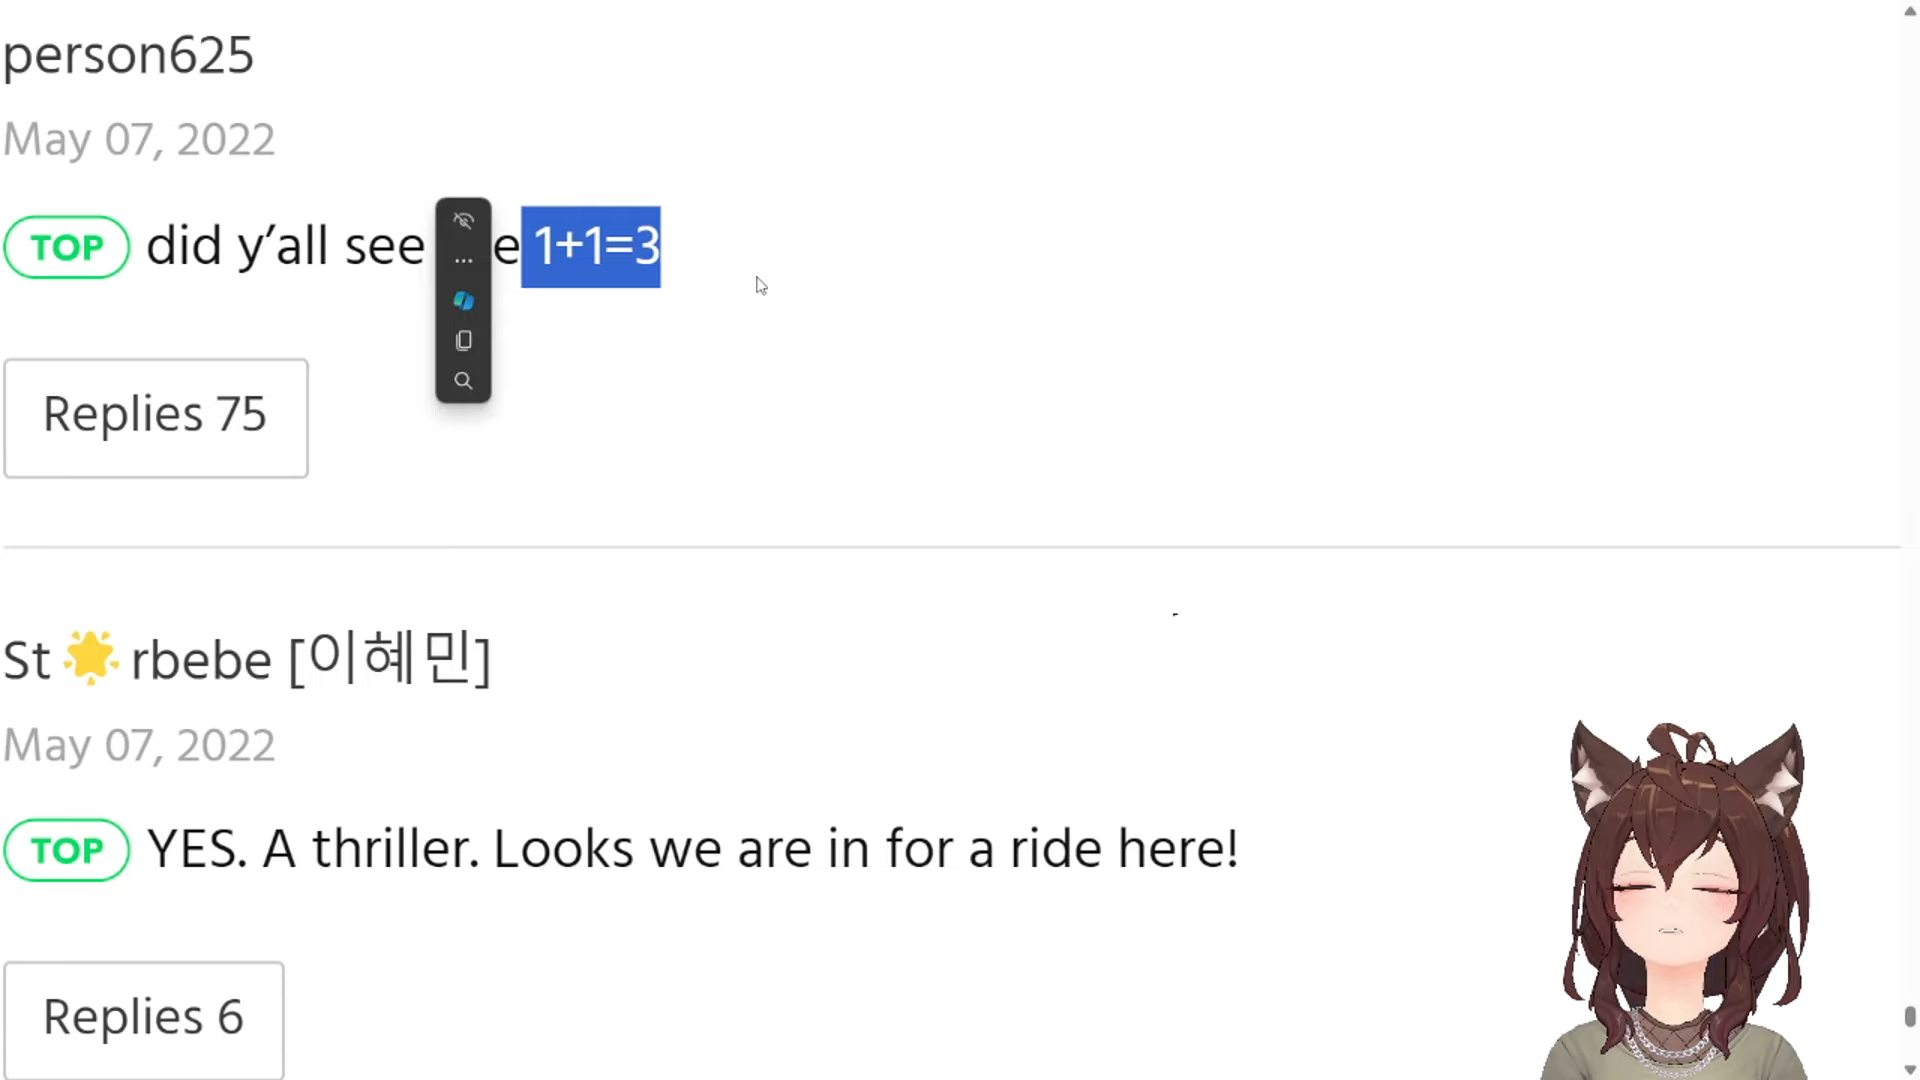 person625
May 07, 2022
TOP did y’all see e 1+1=3
Replies 75
St🌟rbebe [이혜민]
May 07, 2022
TOP YES. A thriller. Looks we are in for a ride here!
Replies 6